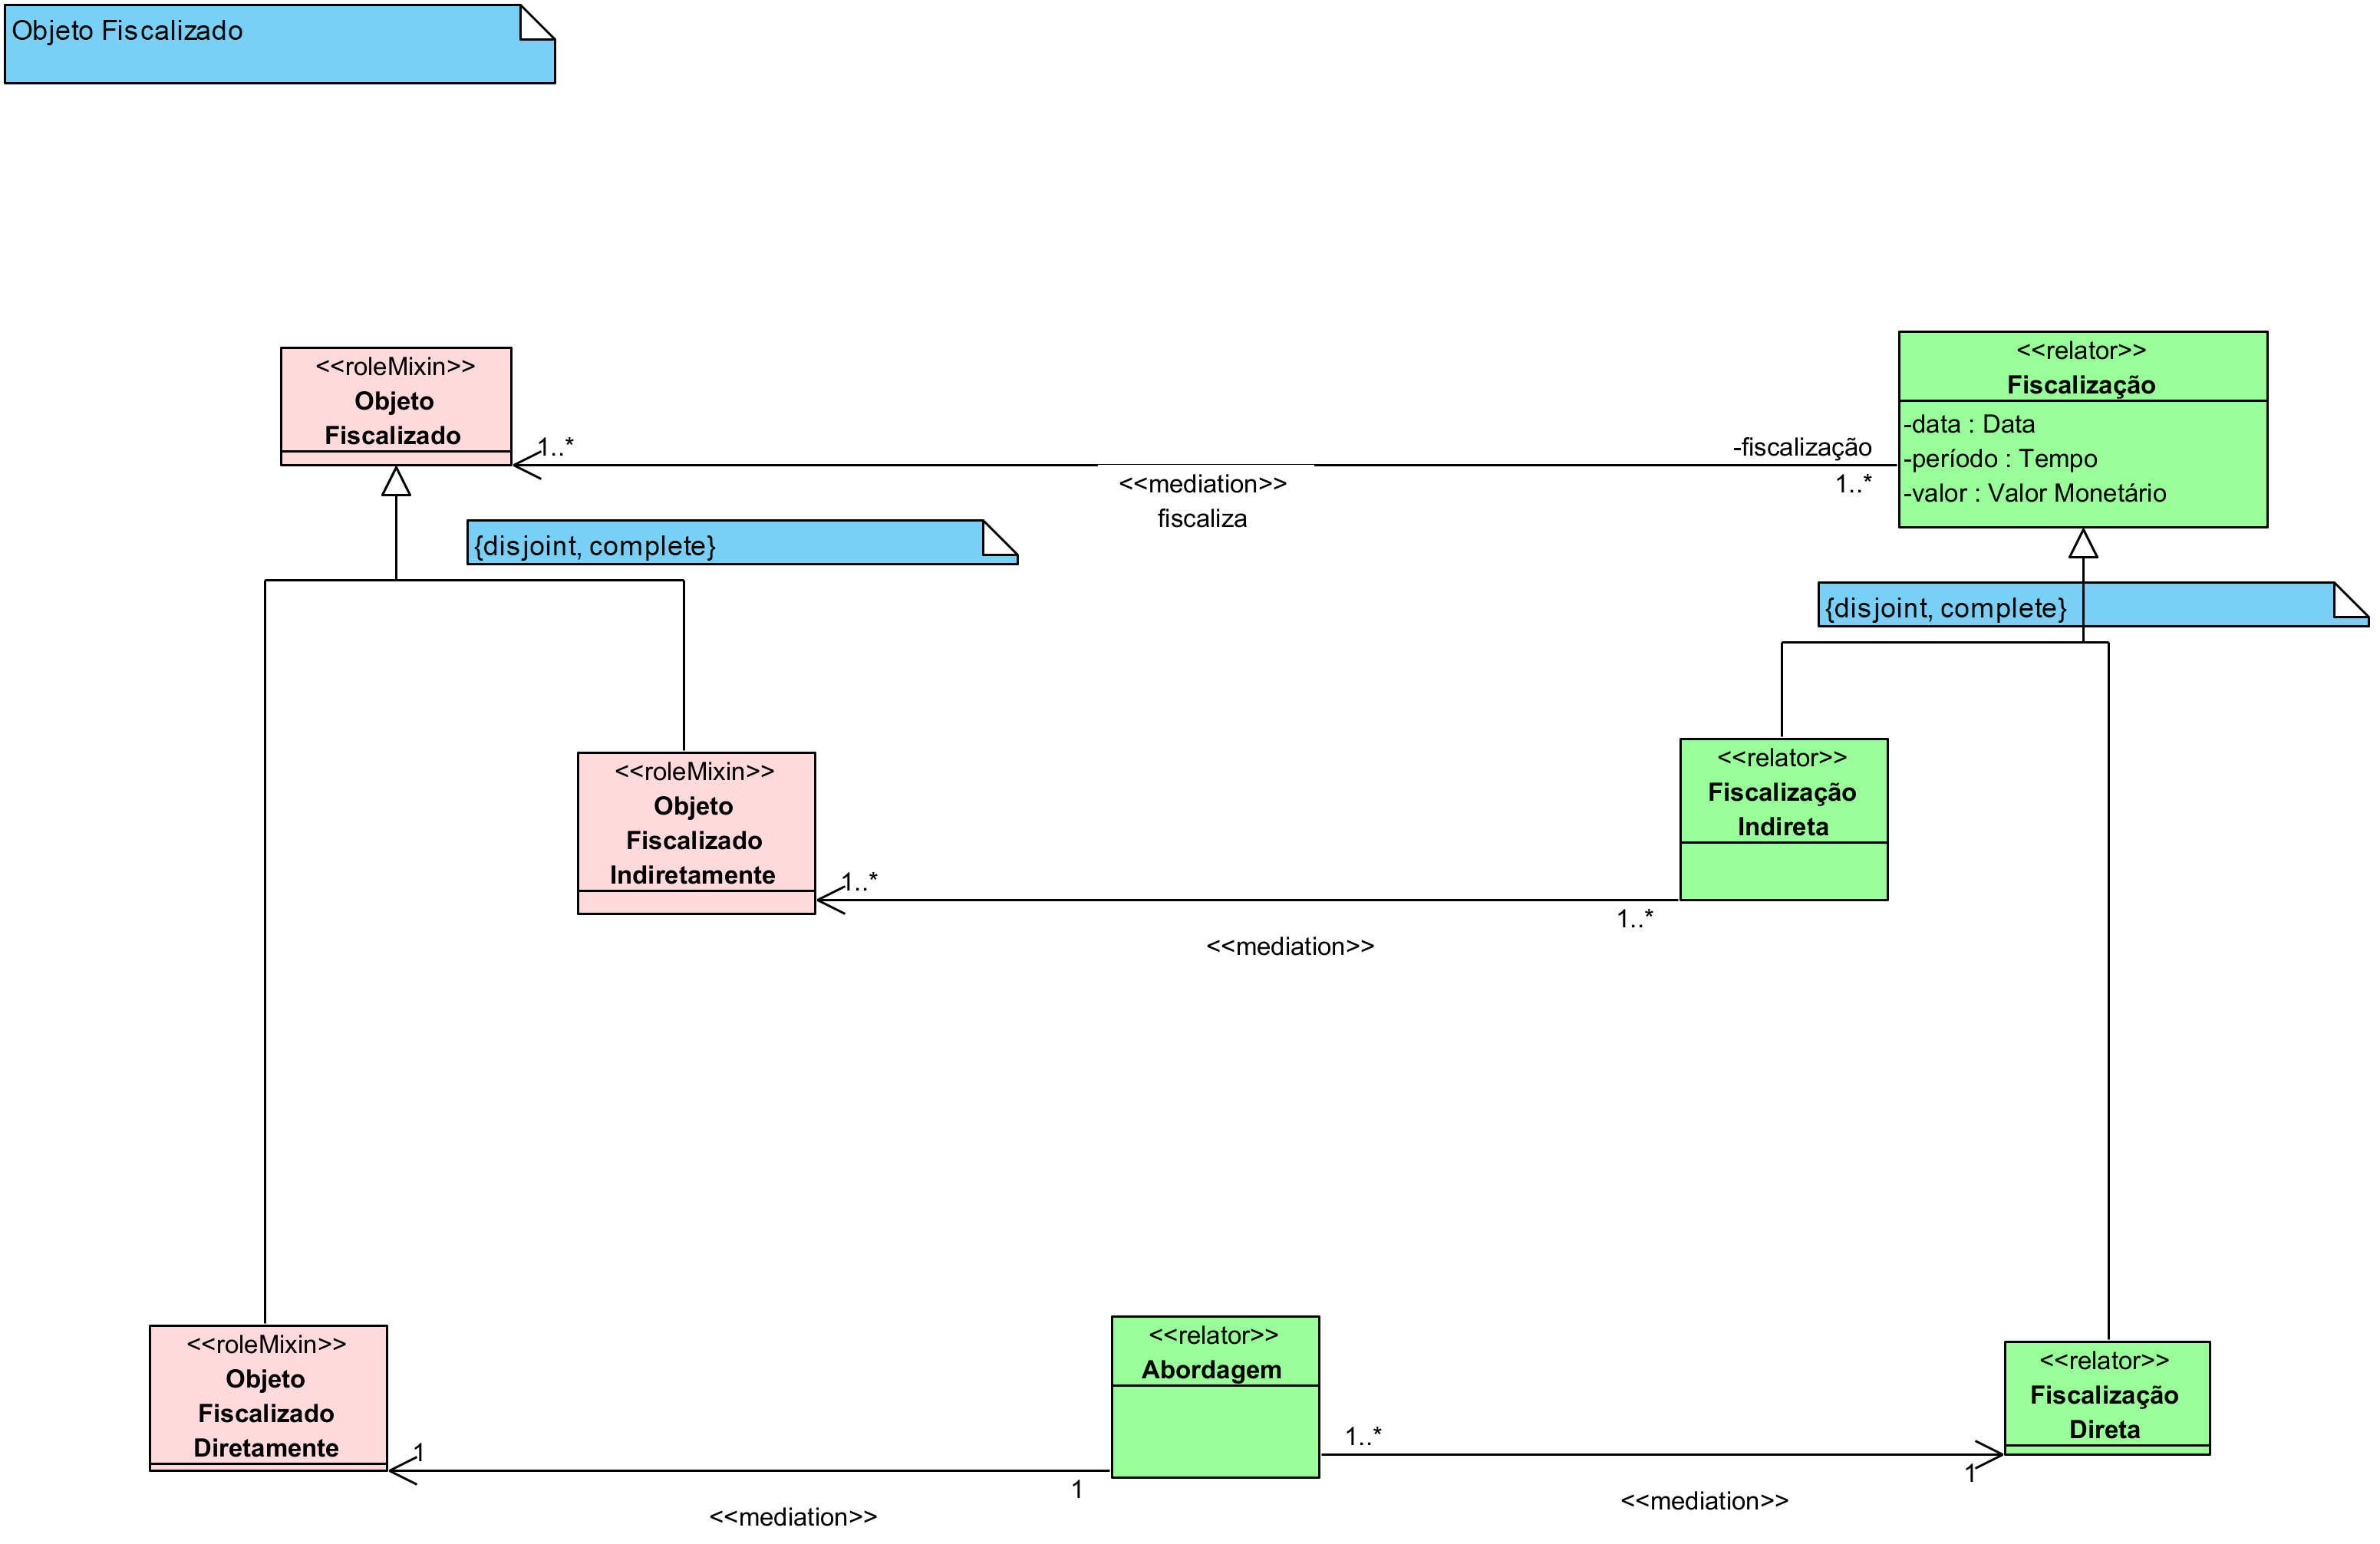 Objeto Fiscalizado
<<roleMixin>>
Objeto
Fiscalizado
1..*
<<mediation>>
fiscaliza
-fiscalização
1..*
<<relator>>
Fiscalização
-data : Data
-período : Tempo
-valor : Valor Monetário
{disjoint, complete}
{disjoint, complete}
<<roleMixin>>
Objeto
Fiscalizado
Indiretamente
1..*
<<mediation>>
1..*
<<relator>>
Fiscalização
Indireta
<<roleMixin>>
Objeto
Fiscalizado
Diretamente
1
<<mediation>>
1
<<relator>>
Abordagem
1..*
<<mediation>>
1
<<relator>>
Fiscalização
Direta